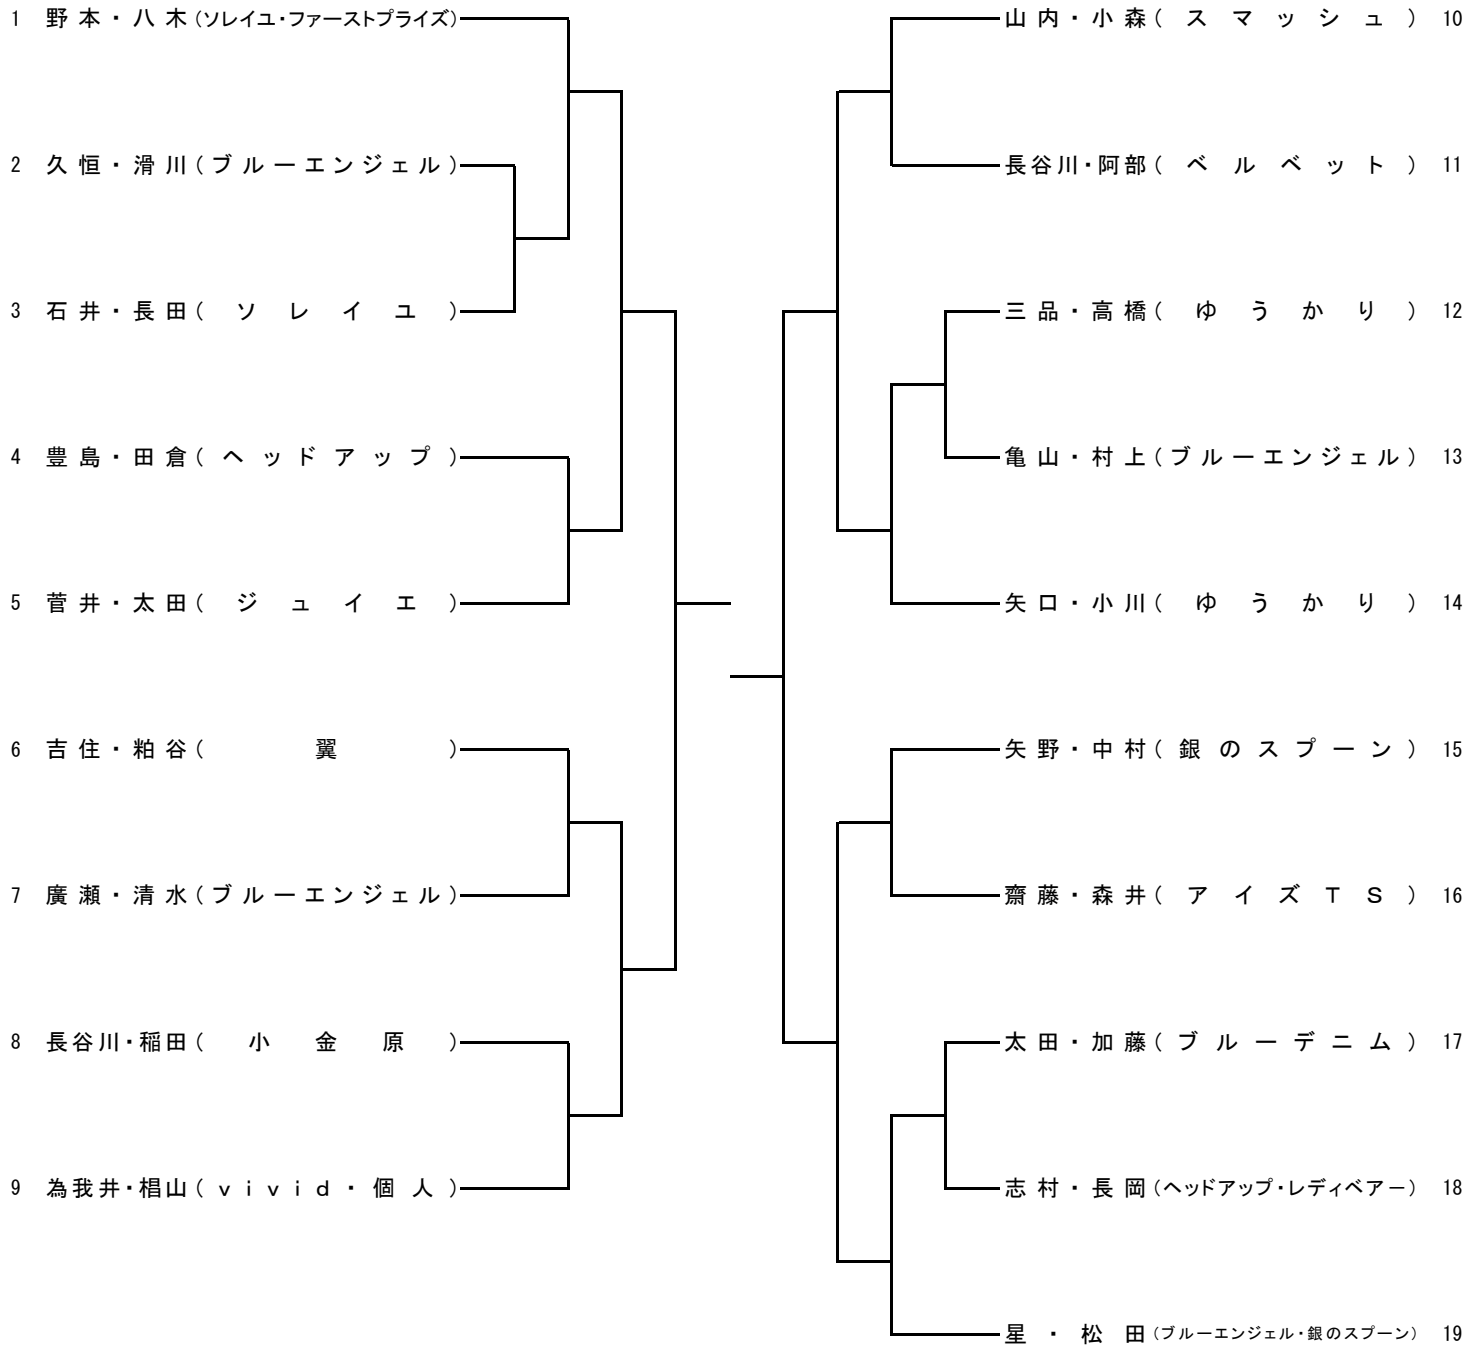 1 野本・八木(ソレイユ・ファーストプライズ)
2 久恒・滑川(ブルーエンジェル)
3 石井・長田(ソレイユ)
4 豊島・田倉(ヘッドアップ)
5 菅井・太田(ジュイエ)
6 吉住・粕谷(翼)
7 廣瀬・清水(ブルーエンジェル)
8 長谷川・稲田(小金原)
9 為我井・椙山(vivid・個人)
山内・小森(スマッシュ) 10
長谷川・阿部(ベルベット) 11
三品・高橋(ゆうかり) 12
亀山・村上(ブルーエンジェル) 13
矢口・小川(ゆうかり) 14
矢野・中村(銀のスプーン) 15
齋藤・森井(アイズTS) 16
太田・加藤(ブルーデニム) 17
志村・長岡(ヘッドアップ・レディベアー) 18
星・松田(ブルーエンジェル・銀のスプーン) 19